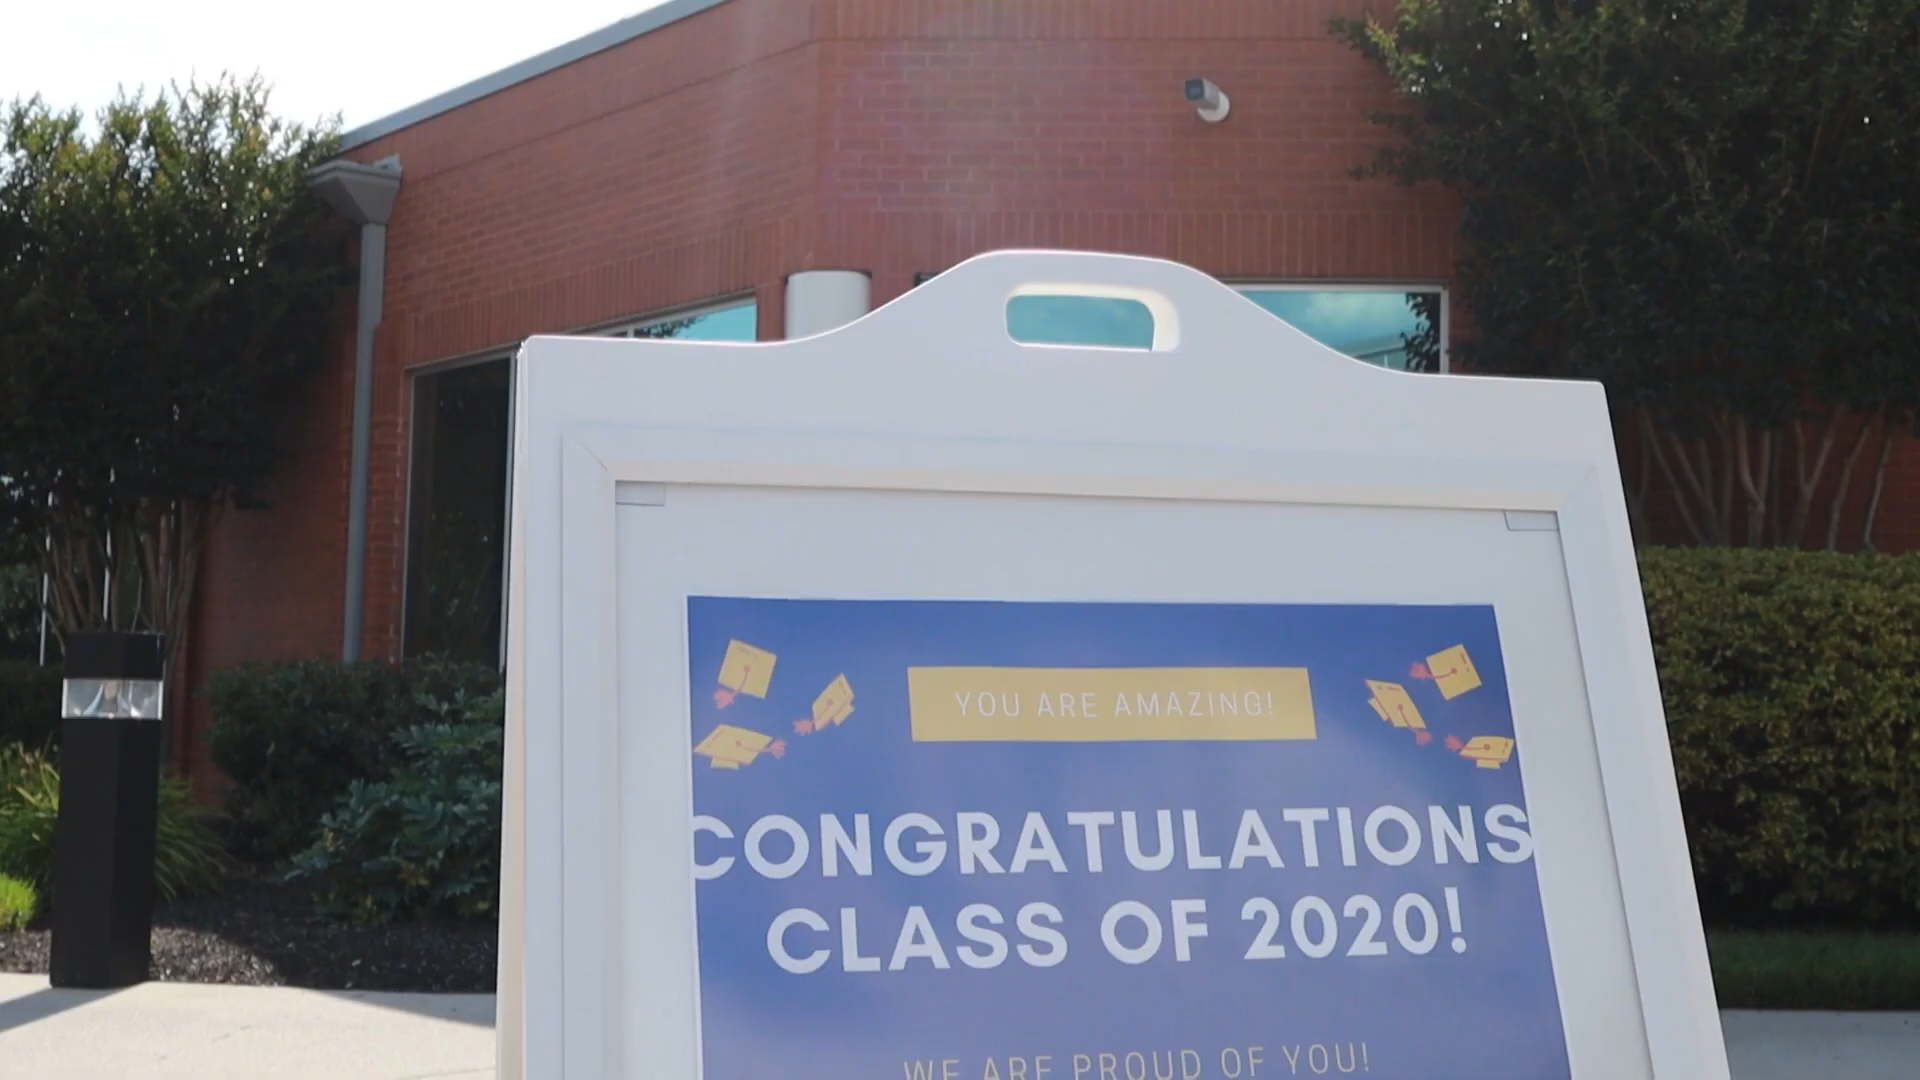 YOU ARE AMAZING!
CONGRATULATIONS
CLASS OF 2020!
WE ARE PROUD OF YOU!